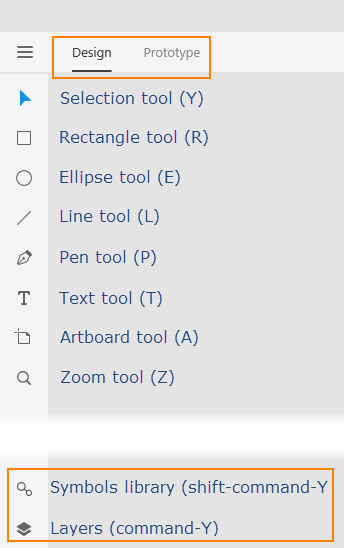 Design Prototype
Selection tool (Y)
Rectangle tool (R)
Ellipse tool (E)
Line tool (L)
Pen tool (P)
Text tool (T)
Artboard tool (A)
Zoom tool (Z)
Symbols library (shift-command-Y
Layers (command-Y)